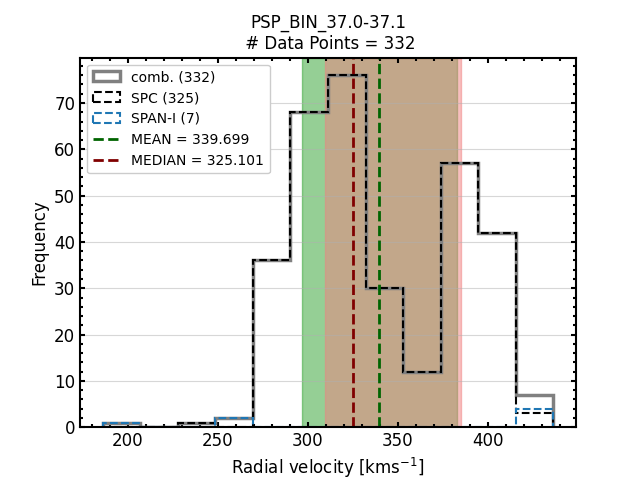 PSP_BIN_37.0-37.1
# Data Points = 332
comb. (332)
SPC (325)
SPAN-I (7)
MEAN = 339.699
MEDIAN = 325.101
Frequency
70
60
50
40
30
20
10
0
200 250 300 350 400
Radial velocity [kms⁻¹]